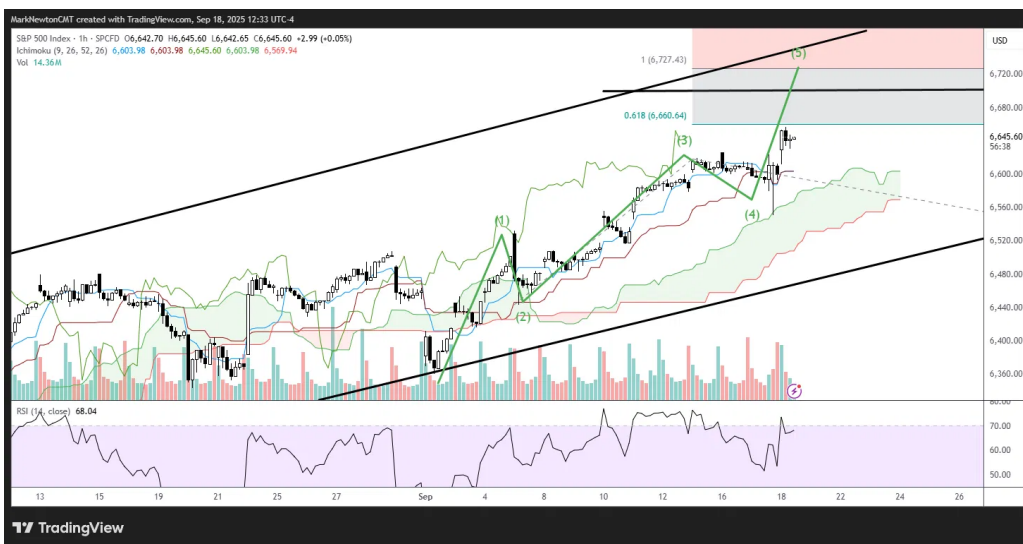 MarkNewtonCMT created with TradingView.com, Sep 18, 2025 12:33 UTC-4
S&P 500 Index · 1h · SPCFD O6,642.70 H6,645.60 L6,642.65 C6,645.60 +2.99 (+0.05%)
Ichimoku (9, 26, 52, 26) 6,603.98 6,603.98 6,645.60 6,603.98 6,569.94
Vol 14.36M
USD
(5)
1 (6,727.43)
6,720.00
6,680.00
0.618 (6,660.64)
6,645.60
56:38
(3)
6,600.00
(4)
6,560.00
(1)
6,520.00
6,480.00
6,440.00
(2)
6,400.00
6,360.00
80.00
RSI (14, close) 68.04
70.00
60.00
50.00
13 15 19 21 25 27 Sep 4 8 10 12 16 18 22 24 26
TradingView